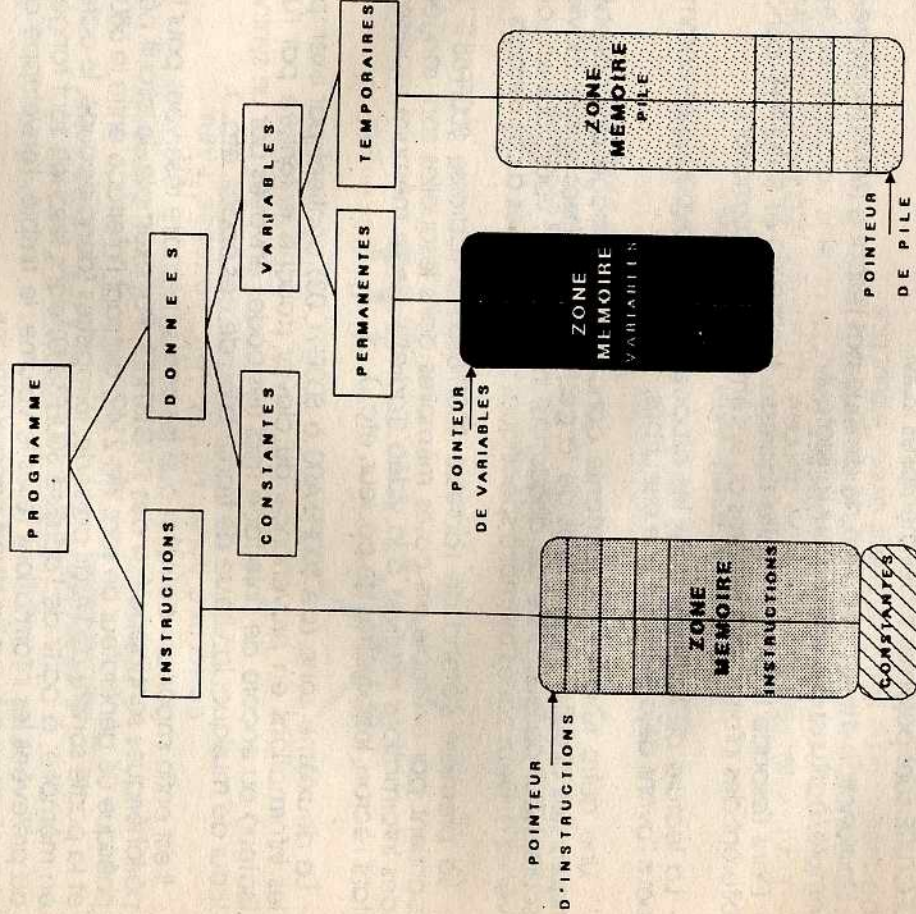 PROGRAMME
INSTRUCTIONS
DONNEES
CONSTANTES
VARIABLES
PERMANENTES
TEMPORAIRES
POINTEUR
D'INSTRUCTIONS
ZONE
MEMOIRE
INSTRUCTIONS
CONSTANTES
POINTEUR
DE VARIABLES
ZONE
MEMOIRE
VARIABLES
ZONE
MEMOIRE
PILE
POINTEUR
DE PILE